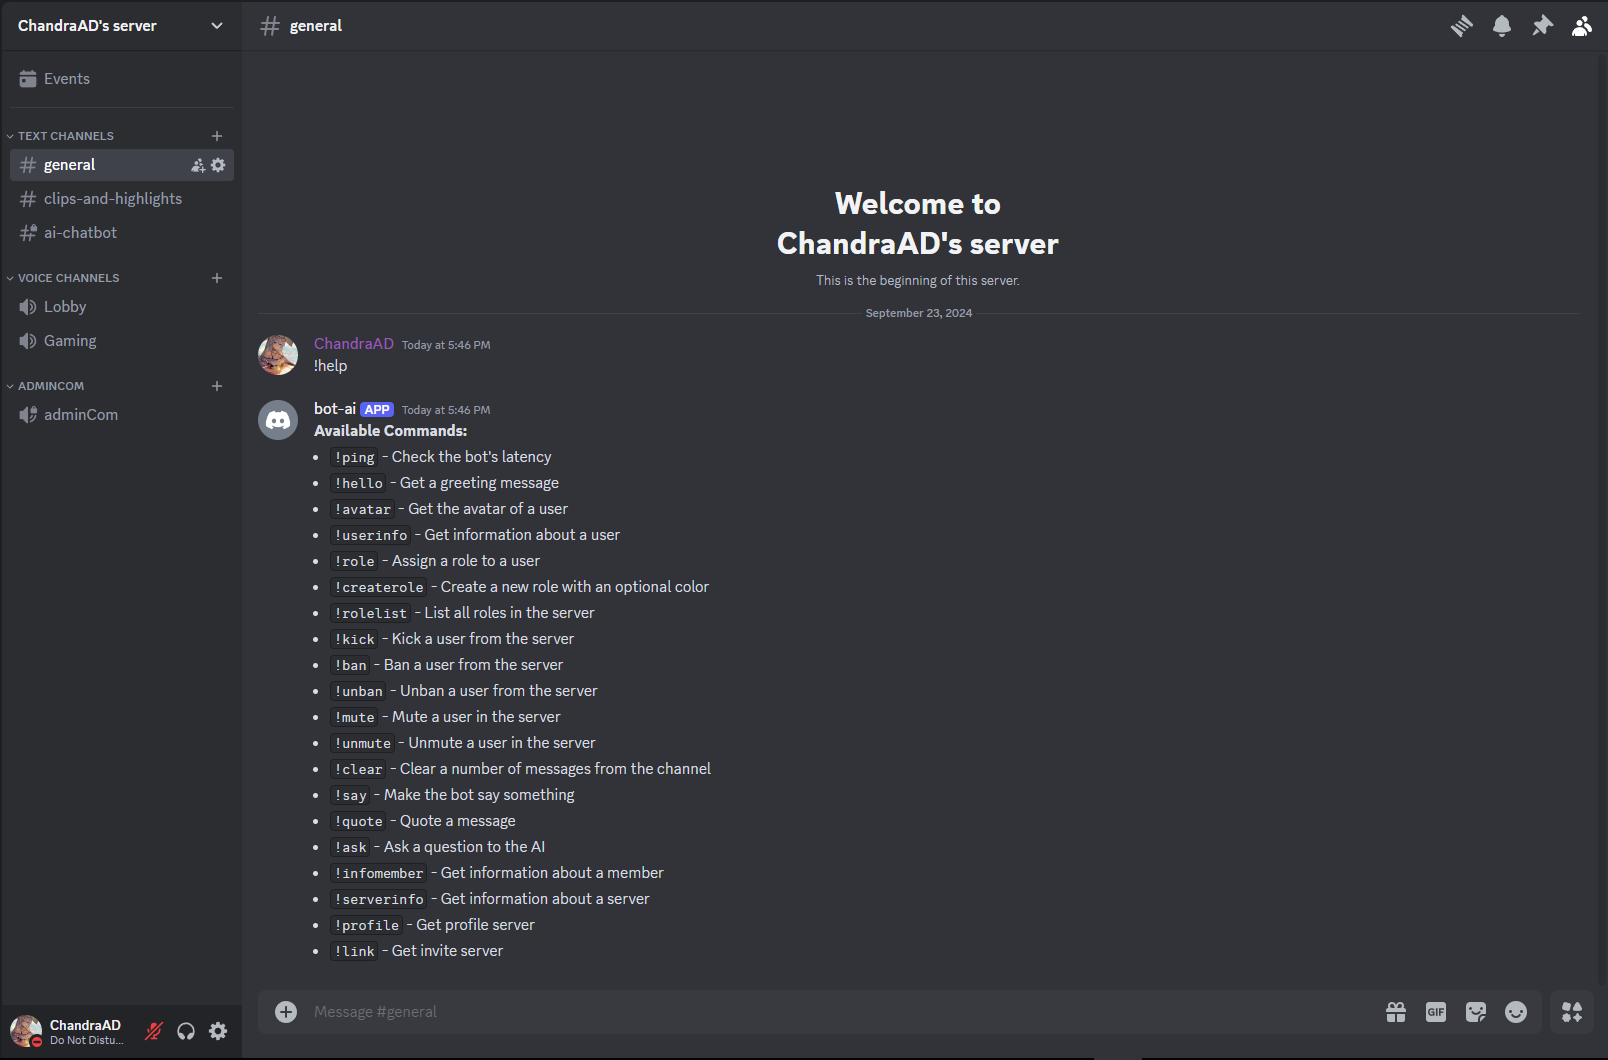 ChandraAD's server
general
Events
TEXT CHANNELS
general
clips-and-highlights
ai-chatbot
VOICE CHANNELS
Lobby
Gaming
ADMINCOM
adminCom
ChandraAD
Do Not Distu...
Welcome to
ChandraAD's server
This is the beginning of this server.
September 23, 2024
ChandraAD Today at 5:46 PM
!help
bot-ai APP Today at 5:46 PM
Available Commands:
• !ping - Check the bot's latency
• !hello - Get a greeting message
• !avatar - Get the avatar of a user
• !userinfo - Get information about a user
• !role - Assign a role to a user
• !createrole - Create a new role with an optional color
• !rolelist - List all roles in the server
• !kick - Kick a user from the server
• !ban - Ban a user from the server
• !unban - Unban a user from the server
• !mute - Mute a user in the server
• !unmute - Unmute a user in the server
• !clear - Clear a number of messages from the channel
• !say - Make the bot say something
• !quote - Quote a message
• !ask - Ask a question to the AI
• !infomember - Get information about a member
• !serverinfo - Get information about a server
• !profile - Get profile server
• !link - Get invite server
Message #general
GIF